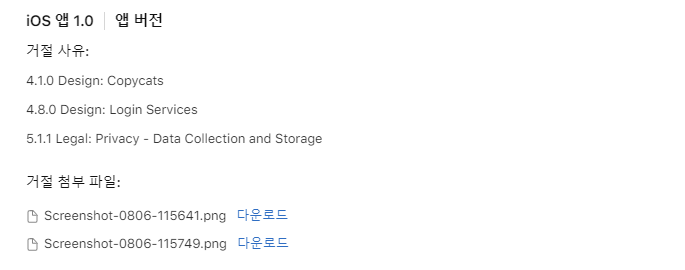 iOS 앱 1.0 앱 버전
거절 사유:
4.1.0 Design: Copycats
4.8.0 Design: Login Services
5.1.1 Legal: Privacy - Data Collection and Storage
거절 첨부 파일:
Screenshot-0806-115641.png 다운로드
Screenshot-0806-115749.png 다운로드